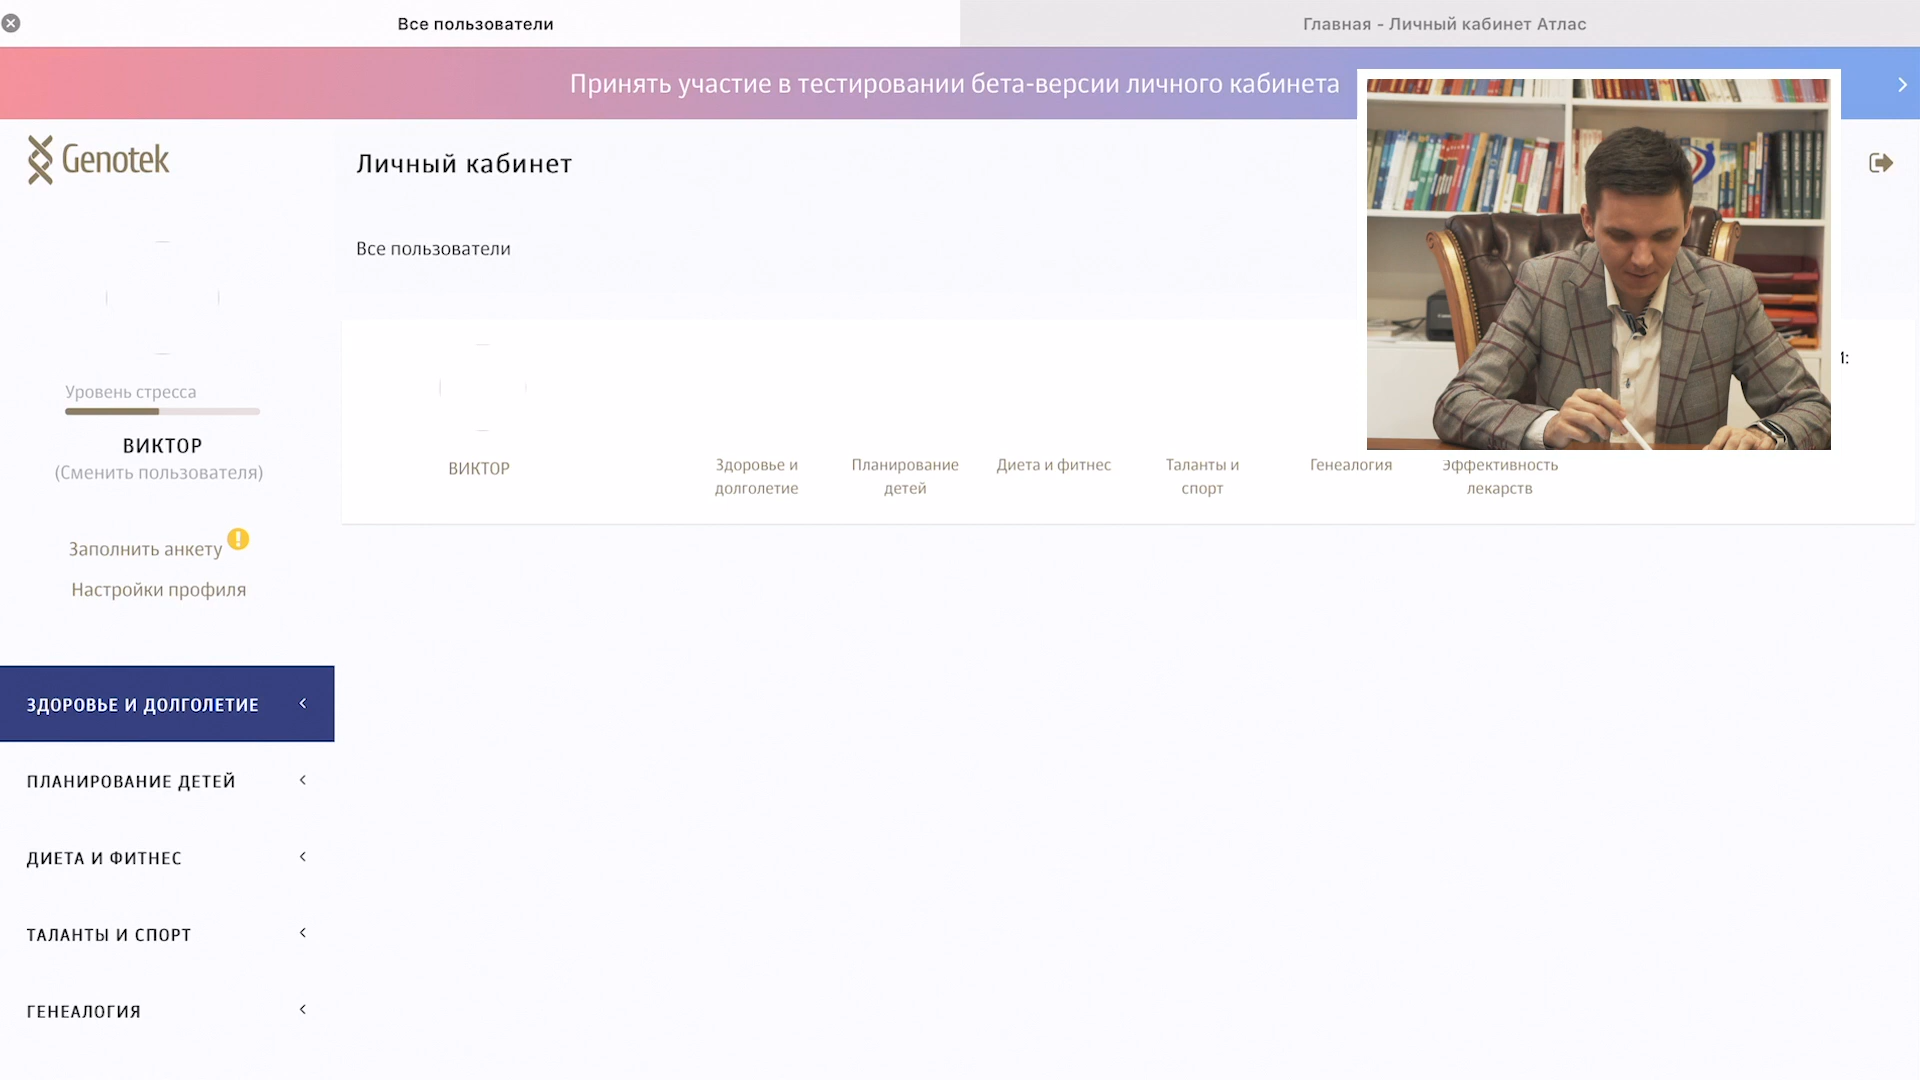 Все пользователи
Главная - Личный кабинет Атлас
Принять участие в тестировании бета-версии личного кабинета
Genotek
Личный кабинет
Все пользователи
Уровень стресса
ВИКТОР
(Сменить пользователя)
Заполнить анкету
Настройки профиля
ВИКТОР
Здоровье и
долголетие
Планирование
детей
Диета и фитнес
Таланты и
спорт
Генеалогия
Эффективность
лекарств
ЗДОРОВЬЕ И ДОЛГОЛЕТИЕ
ПЛАНИРОВАНИЕ ДЕТЕЙ
ДИЕТА И ФИТНЕС
ТАЛАНТЫ И СПОРТ
ГЕНЕАЛОГИЯ